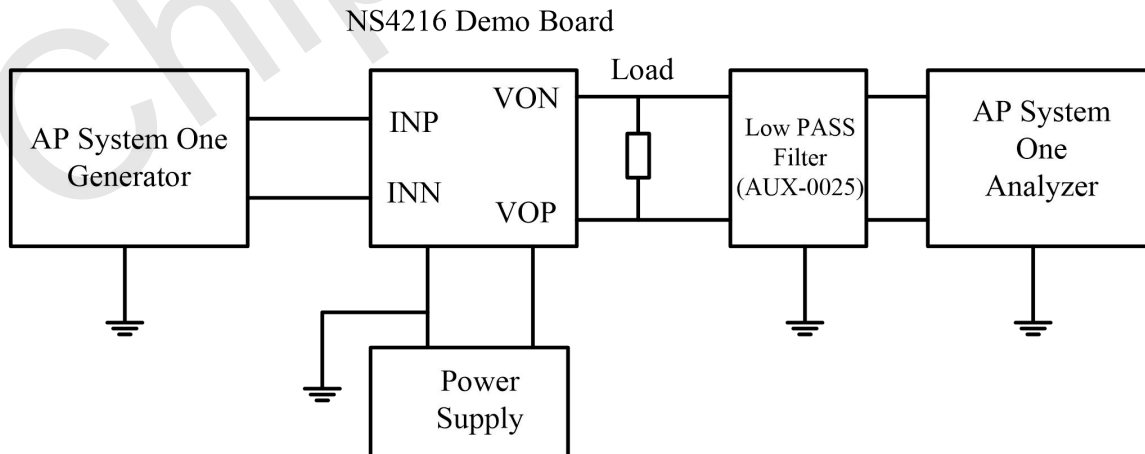 NS4216 Demo Board
AP System One
Generator
INP
INN
VON
VOP
Load
Low PASS
Filter
(AUX-0025)
AP System
One
Analyzer
Power
Supply
Chip